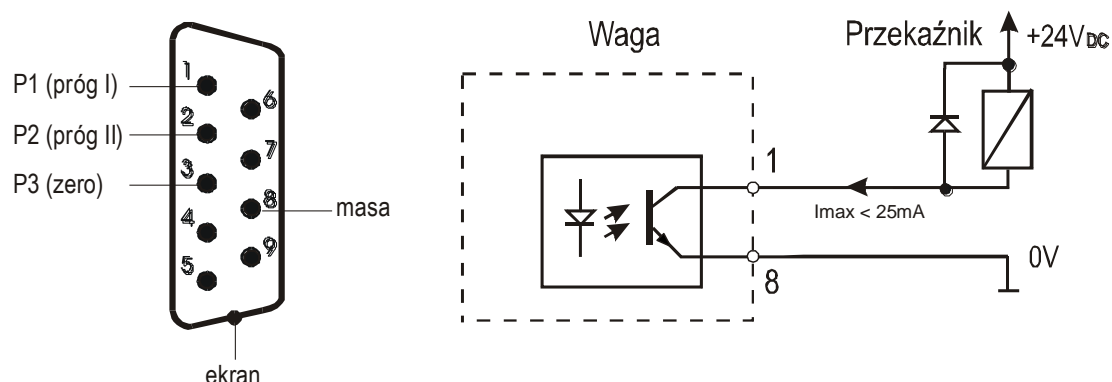 P1 (próg I)
P2 (próg II)
P3 (zero)
1
2
3
4
5
6
7
8
9
masa
ekran
Waga
Przekaźnik
+24VDC
1
Imax < 25mA
8
0V